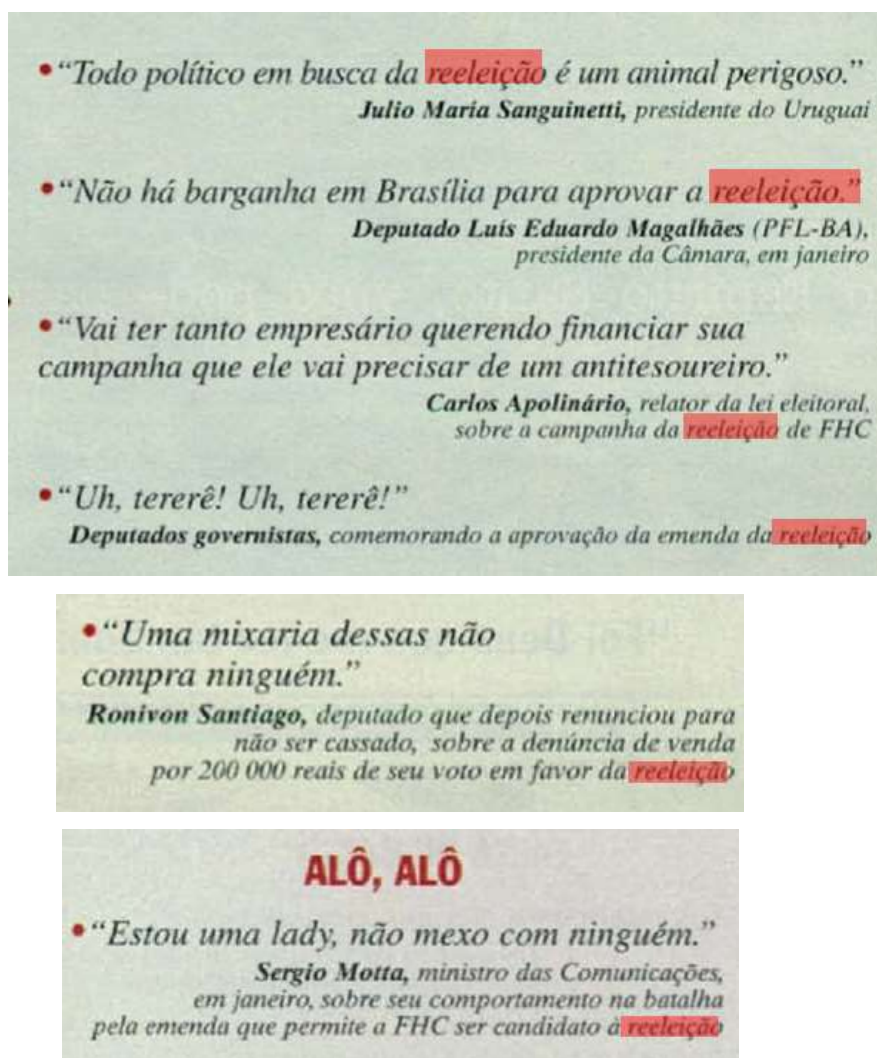 • “Todo político em busca da reeleição é um animal perigoso.”
Julio María Sanguinetti, presidente do Uruguai
• “Não há barganha em Brasília para aprovar a reeleição.”
Deputado Luís Eduardo Magalhães (PFL-BA),
presidente da Câmara, em janeiro
• “Vai ter tanto empresário querendo financiar sua
campanha que ele vai precisar de um antitesoureiro.”
Carlos Apolinário, relator da lei eleitoral,
sobre a campanha da reeleição de FHC
• “Uh, tererê! Uh, tererê!”
Deputados governistas, comemorando a aprovação da emenda da reeleição
• “Uma mixaria dessas não
compra ninguém.”
Ronivon Santiago, deputado que depois renunciou para
não ser cassado, sobre a denúncia de venda
por 200 000 reais de seu voto em favor da reeleição
ALÔ, ALÔ
• “Estou uma lady, não mexo com ninguém.”
Sergio Motta, ministro das Comunicações,
em janeiro, sobre seu comportamento na batalha
pela emenda que permite a FHC ser candidato à reeleição